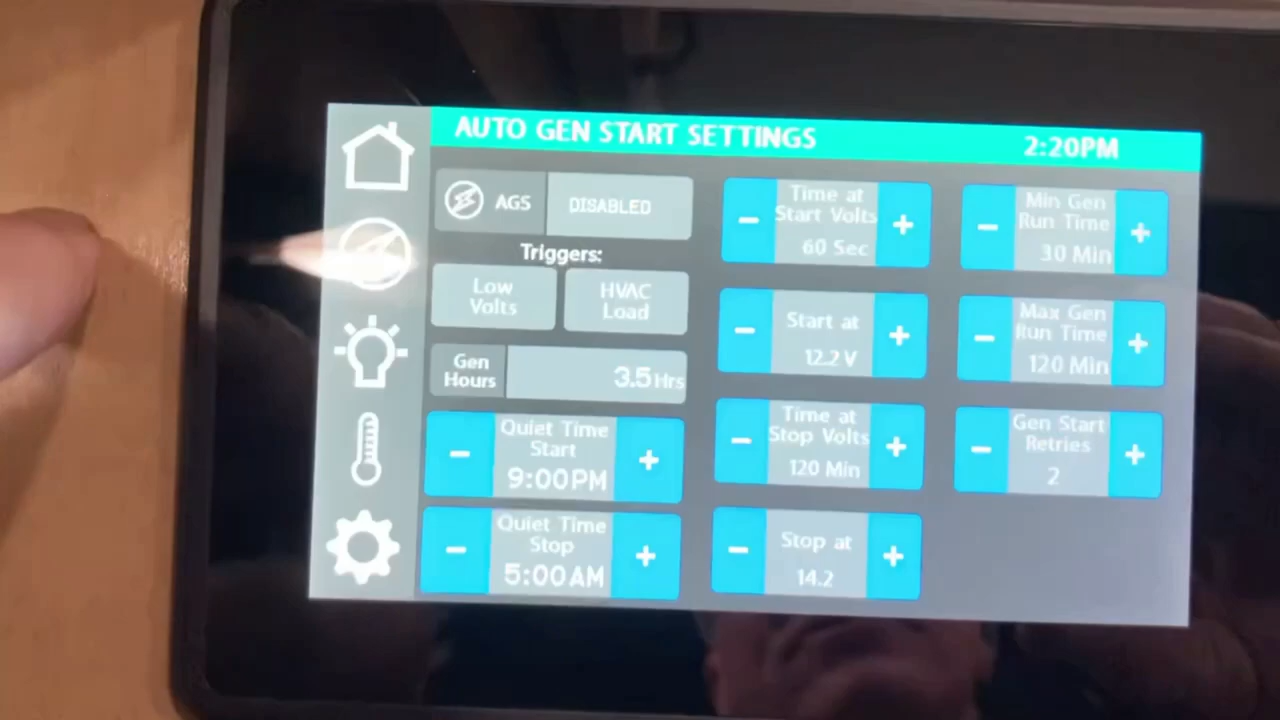 AUTO GEN START SETTINGS
2:20PM
AGS
DISABLED
Triggers:
Low
Volts
HVAC
Load
Gen
Hours
3.5 Hrs
−
Quiet Time
Start
9:00PM
+
−
Quiet Time
Stop
5:00AM
+
−
Time at
Start Volts
60 Sec
+
−
Start at
12.2 V
+
−
Time at
Stop Volts
120 Min
+
−
Stop at
14.2
+
−
Min Gen
Run Time
30 Min
+
−
Max Gen
Run Time
120 Min
+
−
Gen Start
Retries
2
+